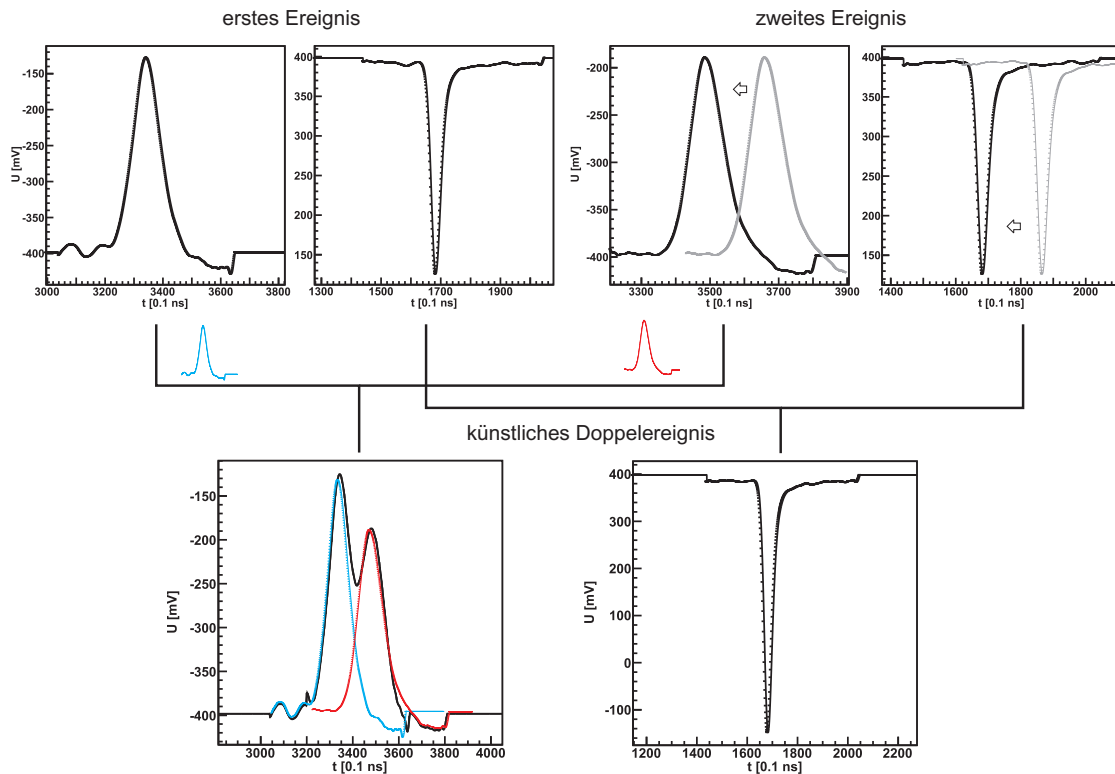 erstes Ereignis
zweites Ereignis
U [mV]
-150
-200
-250
-300
-350
-400
3000 3200 3400 3600 3800
t [0.1 ns]
400
350
300
250
200
150
1300 1500 1700 1900
t [0.1 ns]
U [mV]
-200
-250
-300
-350
-400
3300 3500 3700 3900
t [0.1 ns]
400
350
300
250
200
150
1400 1600 1800 2000
t [0.1 ns]
künstliches Doppelereignis
U [mV]
-150
-200
-250
-300
-350
-400
3000 3200 3400 3600 3800 4000
t [0.1 ns]
U [mV]
400
300
200
100
0
-100
1200 1400 1600 1800 2000 2200
t [0.1 ns]